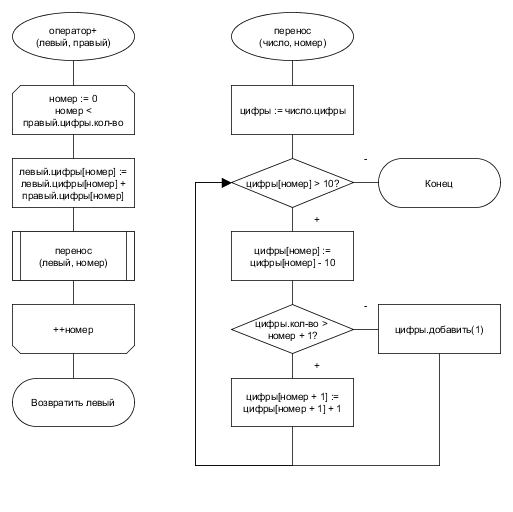 оператор+
(левый, правый)
номер := 0
номер <
правый.цифры.кол-во
левый.цифры[номер] :=
левый.цифры[номер] +
правый.цифры[номер]
перенос
(левый, номер)
++номер
Возвратить левый
перенос
(число, номер)
цифры := число.цифры
цифры[номер] > 10?
-
Конец
+
цифры[номер] :=
цифры[номер] - 10
цифры.кол-во >
номер + 1?
-
цифры.добавить(1)
+
цифры[номер + 1] :=
цифры[номер + 1] + 1